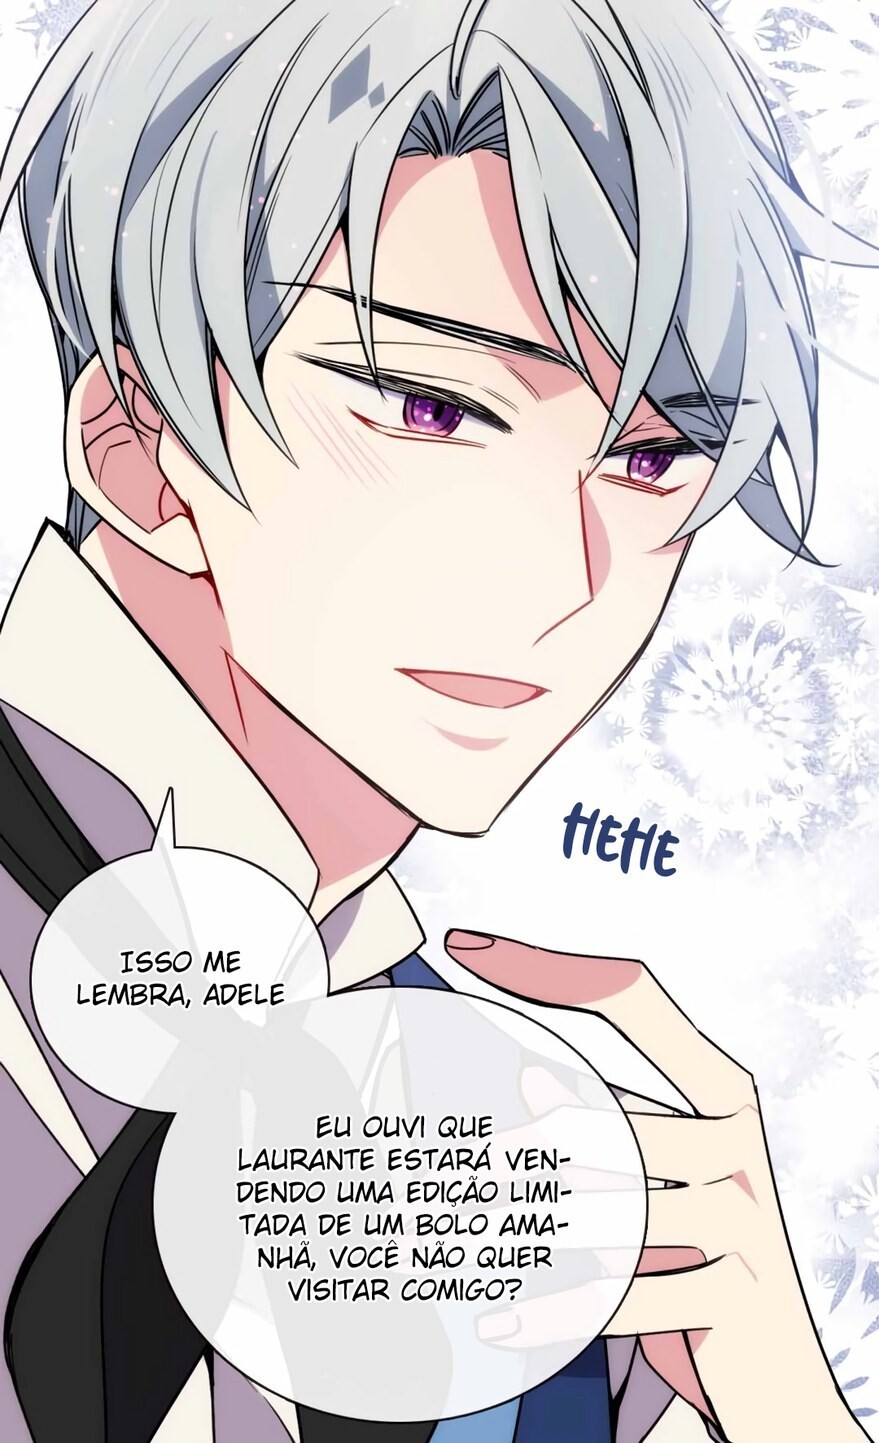 HEHE
ISSO ME
LEMBRA, ADELE
EU OUVI QUE
LAURANTE ESTARÁ VEN-
DENDO UMA EDIÇÃO LIMI-
TADA DE UM BOLO AMA-
NHÃ, VOCÊ NÃO QUER
VISITAR COMIGO?